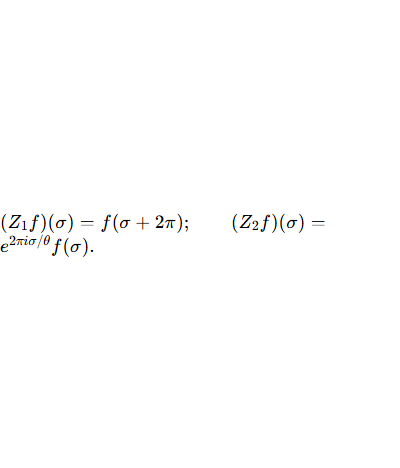 (Z₁f)(σ) = f(σ + 2π);  (Z₂f)(σ) =
e^{2πiσ/θ}f(σ).